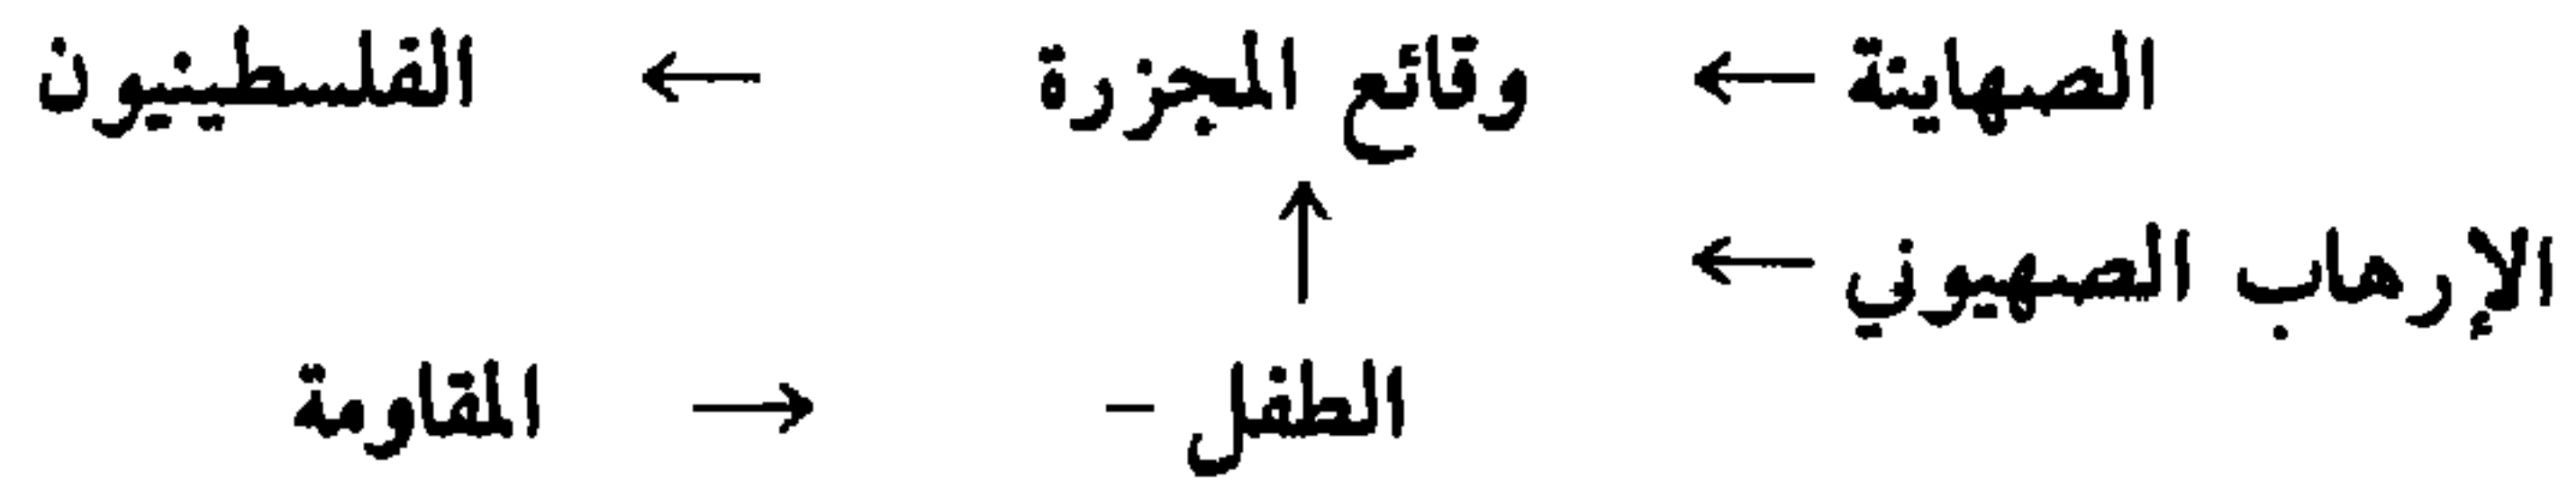 الصهاينة ← وقائع المجزرة ← الفلسطينيون
↑
الإرهاب الصهيوني ←
الطفل - → المقاومة